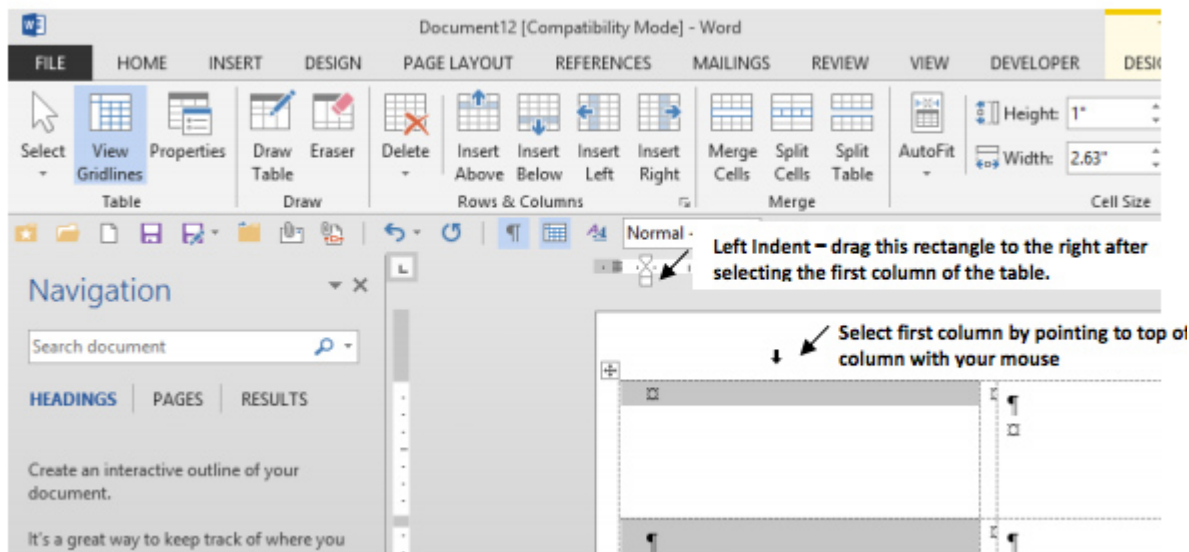 Document12 [Compatibility Mode] - Word
FILE HOME INSERT DESIGN PAGE LAYOUT REFERENCES MAILINGS REVIEW VIEW DEVELOPER
Select View Gridlines Properties Draw Table Eraser Delete Insert Above Insert Below Insert Left Insert Right Merge Cells Split Cells Split Table AutoFit Height: 1" Width: 2.63"
Table Draw Rows & Columns Merge Cell Size
Normal
Left Indent – drag this rectangle to the right after
selecting the first column of the table.
Navigation
Select first column by pointing to top of
column with your mouse
Search document
HEADINGS PAGES RESULTS
Create an interactive outline of your
document.
It's a great way to keep track of where you